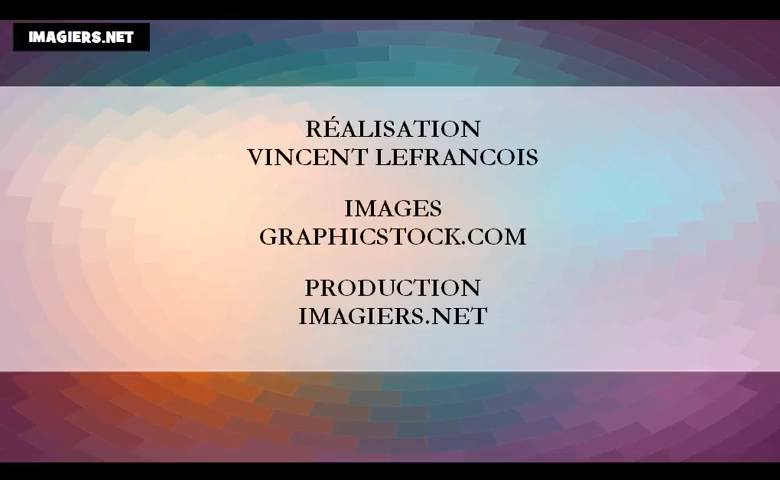 IMAGIERS.NET
RÉALISATION
VINCENT LEFRANCOIS
IMAGES
GRAPHICSTOCK.COM
PRODUCTION
IMAGIERS.NET